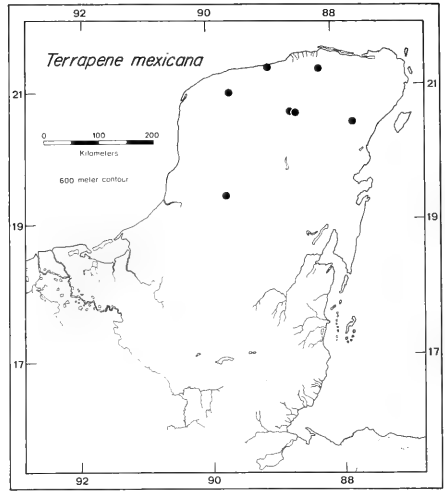 92 90 88
Terrapene mexicana
21 21
0 100 200
Kilometers
600 meter contour
19 19
17 17
92 90 88